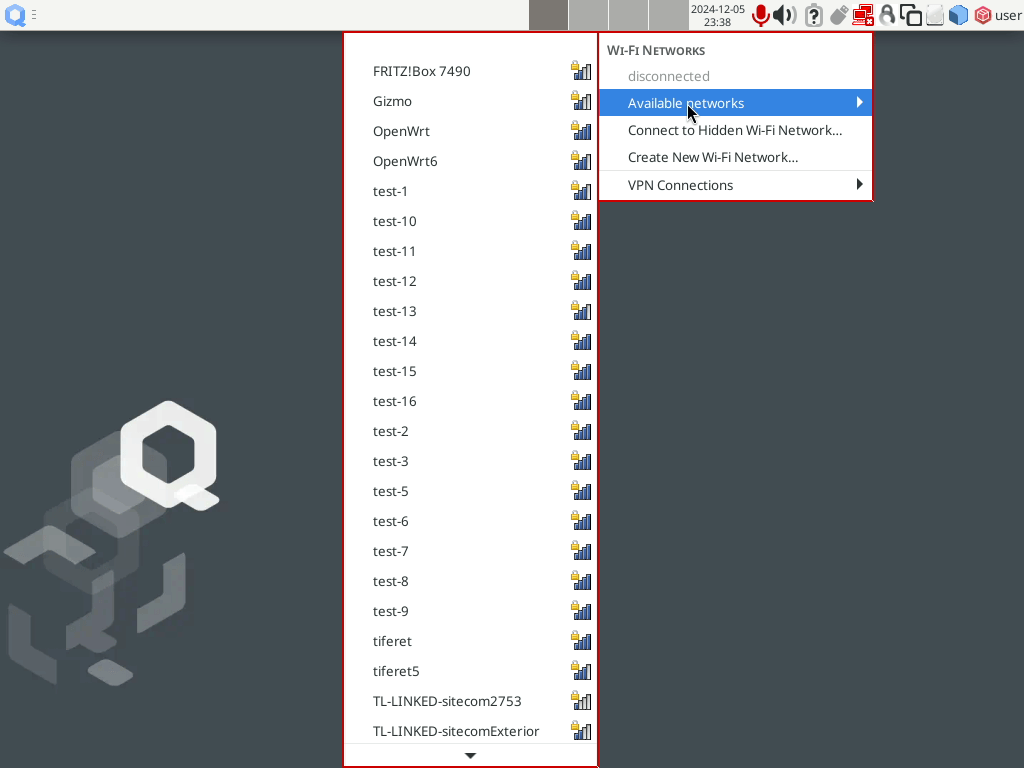 2024-12-05
23:38
user
FRITZ!Box 7490
Gizmo
OpenWrt
OpenWrt6
test-1
test-10
test-11
test-12
test-13
test-14
test-15
test-16
test-2
test-3
test-5
test-6
test-7
test-8
test-9
tiferet
tiferet5
TL-LINKED-sitecom2753
TL-LINKED-sitecomExterior
Wi-Fi Networks
disconnected
Available networks
Connect to Hidden Wi-Fi Network...
Create New Wi-Fi Network...
VPN Connections